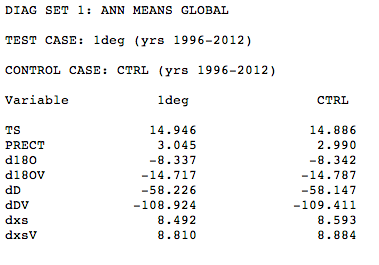 DIAG SET 1: ANN MEANS GLOBAL
TEST CASE: 1deg (yrs 1996-2012)
CONTROL CASE: CTRL (yrs 1996-2012)
Variable 1deg CTRL
TS 14.946 14.886
PRECT 3.045 2.990
d18O -8.337 -8.342
d18OV -14.717 -14.787
dD -58.226 -58.147
dDV -108.924 -109.411
dxs 8.492 8.593
dxsV 8.810 8.884